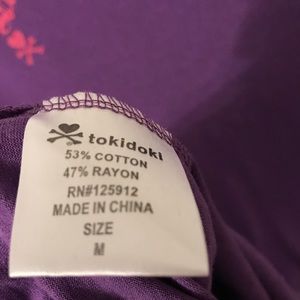 tokidoki
53% COTTON
47% RAYON
RN#125912
MADE IN CHINA
SIZE
M